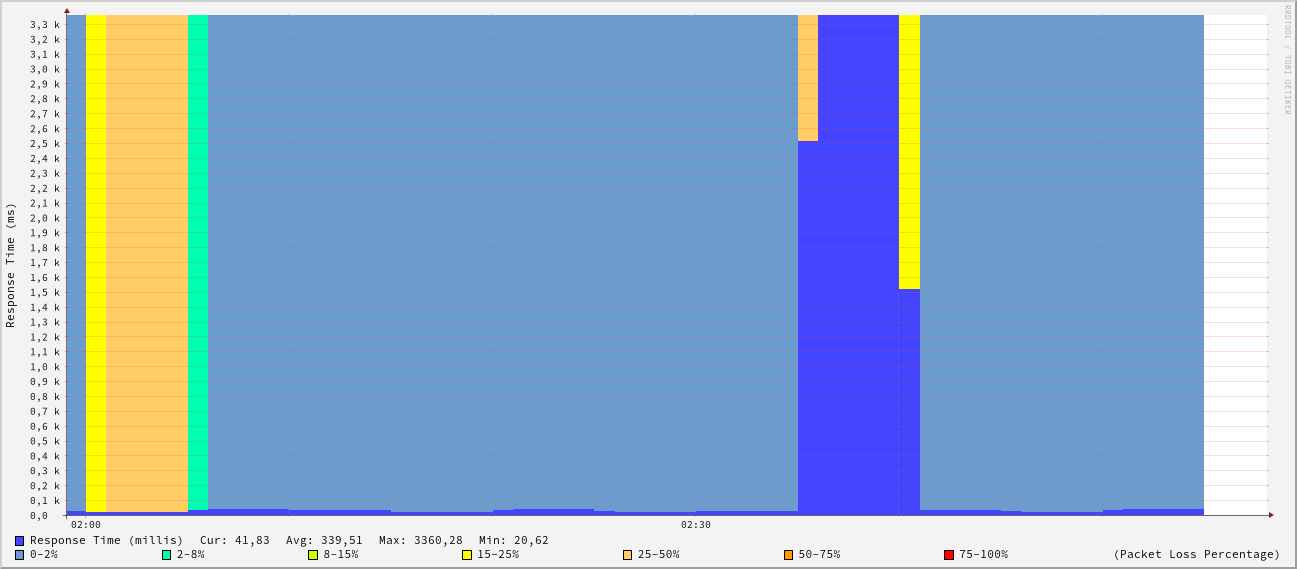 RRDTOOL / TOBI OETIKER
Response Time (ms)
3,3 k
3,2 k
3,1 k
3,0 k
2,9 k
2,8 k
2,7 k
2,6 k
2,5 k
2,4 k
2,3 k
2,2 k
2,1 k
2,0 k
1,9 k
1,8 k
1,7 k
1,6 k
1,5 k
1,4 k
1,3 k
1,2 k
1,1 k
1,0 k
0,9 k
0,8 k
0,7 k
0,6 k
0,5 k
0,4 k
0,3 k
0,2 k
0,1 k
0,0
02:00 02:30
Response Time (millis) Cur: 41,83 Avg: 339,51 Max: 3360,28 Min: 20,62
0-2% 2-8% 8-15% 15-25% 25-50% 50-75% 75-100% (Packet Loss Percentage)